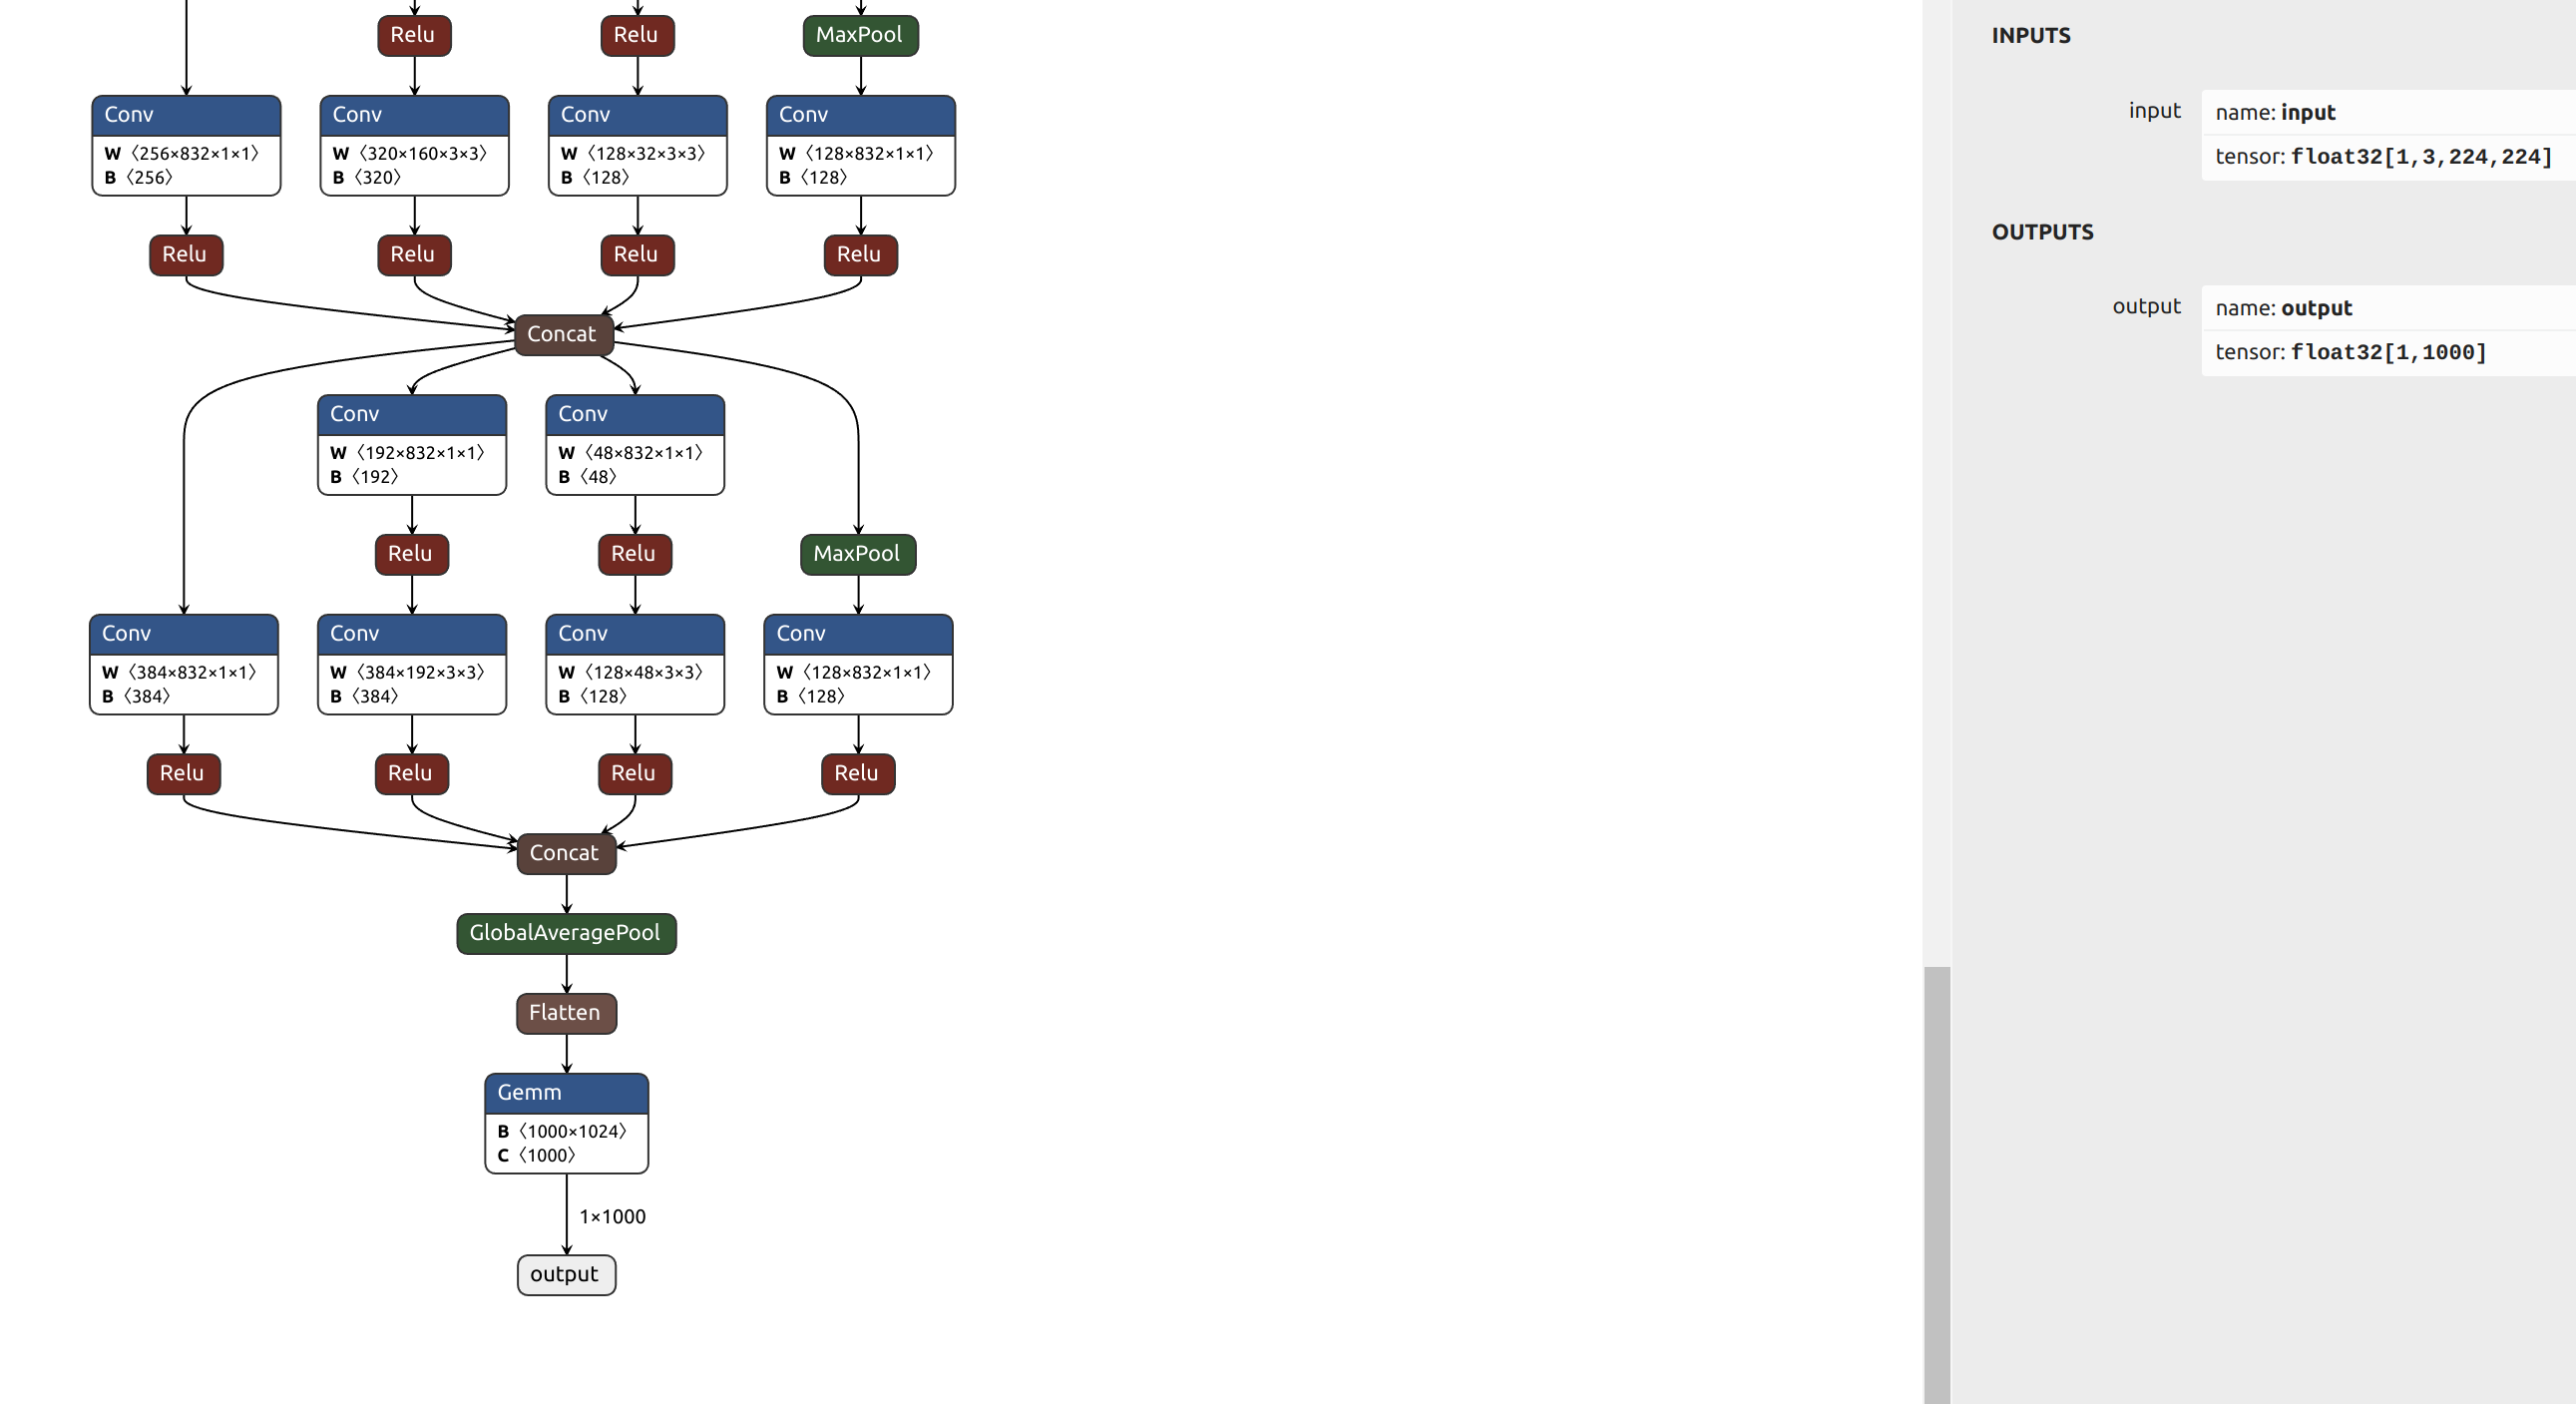 Relu
Relu
MaxPool
Conv
W〈256×832×1×1〉
B〈256〉
Conv
W〈320×160×3×3〉
B〈320〉
Conv
W〈128×32×3×3〉
B〈128〉
Conv
W〈128×832×1×1〉
B〈128〉
Relu
Relu
Relu
Relu
Concat
Conv
W〈192×832×1×1〉
B〈192〉
Conv
W〈48×832×1×1〉
B〈48〉
Relu
Relu
MaxPool
Conv
W〈384×832×1×1〉
B〈384〉
Conv
W〈384×192×3×3〉
B〈384〉
Conv
W〈128×48×3×3〉
B〈128〉
Conv
W〈128×832×1×1〉
B〈128〉
Relu
Relu
Relu
Relu
Concat
GlobalAveragePool
Flatten
Gemm
B〈1000×1024〉
C〈1000〉
1×1000
output
INPUTS
input
name: input
tensor: float32[1,3,224,224]
OUTPUTS
output
name: output
tensor: float32[1,1000]